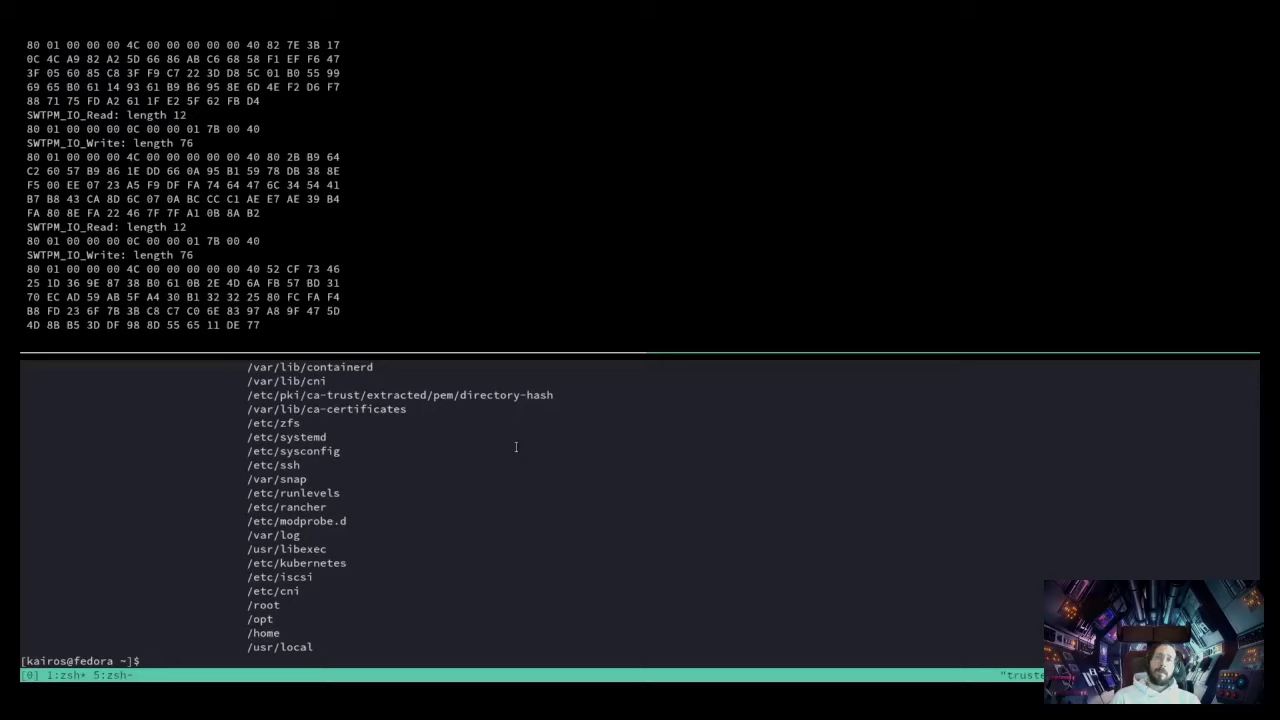 80 01 00 00 00 4C 00 00 00 00 00 40 82 7E 3B 17
0C 4C A9 82 A2 5D 66 86 AB C6 68 58 F1 EF F6 47
3F 05 60 85 C8 3F F9 C7 22 3D D8 5C 01 B0 55 99
69 65 B0 61 14 93 61 B9 B6 95 8E 6D 4E F2 D6 F7
88 71 75 FD A2 61 1F E2 5F 62 FB D4
SWTPM_IO_Read: length 12
80 01 00 00 00 0C 00 00 01 7B 00 40
SWTPM_IO_Write: length 76
80 01 00 00 00 4C 00 00 00 00 00 40 80 2B B9 64
C2 60 57 B9 86 1E DD 66 0A 95 B1 59 78 DB 38 8E
F5 00 EE 07 23 A5 F9 DF FA 74 64 47 6C 34 54 41
B7 B8 43 CA 8D 6C 07 0A BC CC C1 AE E7 AE 39 B4
FA 80 8E FA 22 46 7F 7F A1 0B 8A B2
SWTPM_IO_Read: length 12
80 01 00 00 00 0C 00 00 01 7B 00 40
SWTPM_IO_Write: length 76
80 01 00 00 00 4C 00 00 00 00 00 40 52 CF 73 46
25 1D 36 9E 87 38 B0 61 0B 2E 4D 6A FB 57 BD 31
70 EC AD 59 AB 5F A4 30 B1 32 32 25 80 FC FA F4
B8 FD 23 6F 7B 3B C8 C7 C0 6E 83 97 A8 9F 47 5D
4D 8B B5 3D DF 98 8D 55 65 11 DE 77
/var/lib/containerd
/var/lib/cni
/etc/pki/ca-trust/extracted/pem/directory-hash
/var/lib/ca-certificates
/etc/zfs
/etc/systemd
/etc/sysconfig
/etc/ssh
/var/snap
/etc/runlevels
/etc/rancher
/etc/modprobe.d
/var/log
/usr/libexec
/etc/kubernetes
/etc/iscsi
/etc/cni
/root
/opt
/home
/usr/local
[kairos@fedora ~]$
[0] 1:zsh* 5:zsh- "truste